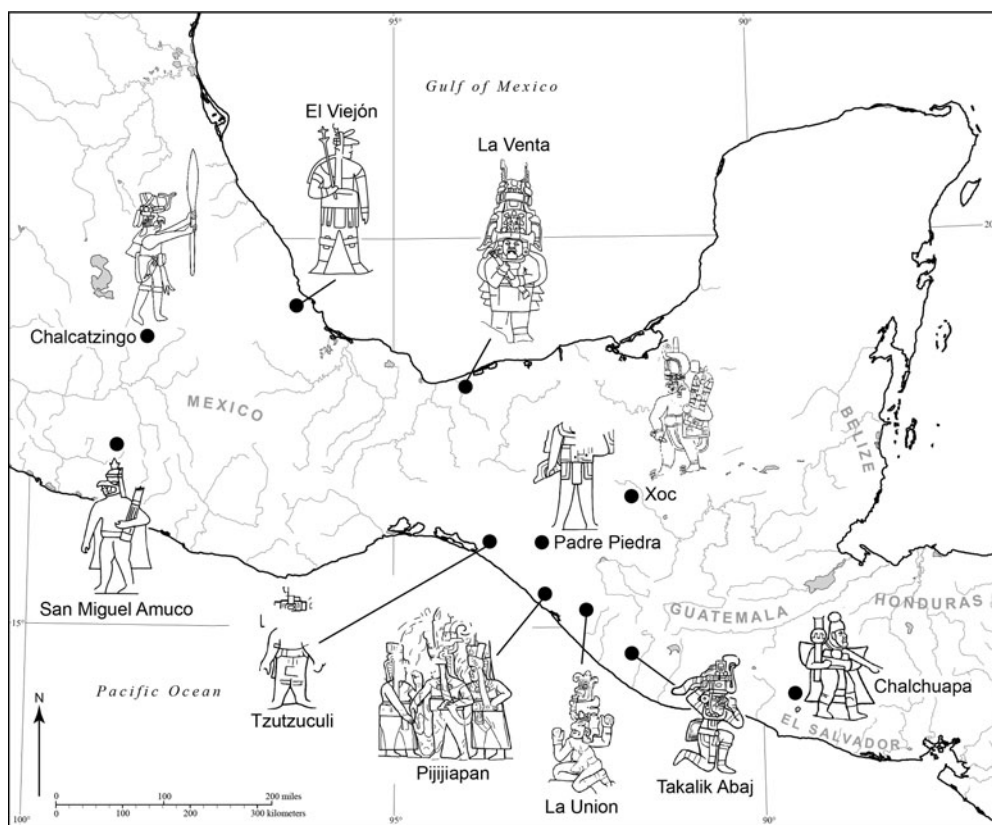 95°
90°
Gulf of Mexico
El Viejón
La Venta
20
Chalcatzingo
MEXICO
BELIZE
Xoc
Padre Piedra
San Miguel Amuco
GUATEMALA
HONDURAS
15°
Pacific Ocean
Tzutzuculi
Chalchuapa
EL SALVADOR
Pijijiapan
La Union
Takalik Abaj
N
0 100 200 miles
0 100 200 300 kilometers
100°
95°
90°